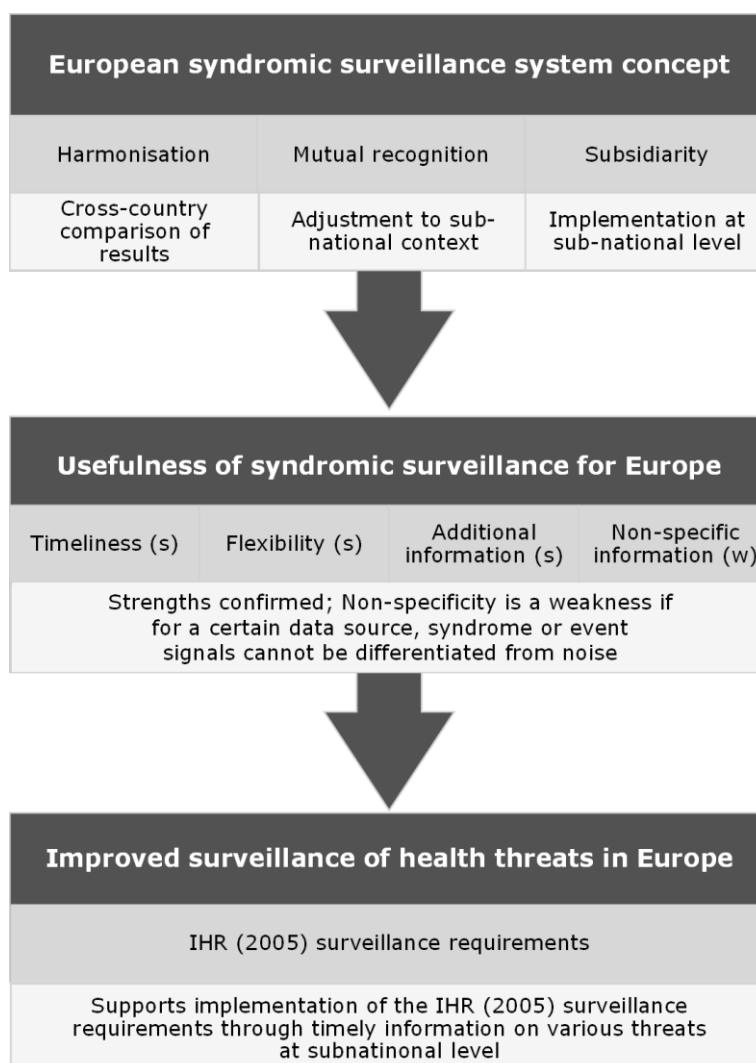 European syndromic surveillance system concept
Harmonisation
Mutual recognition
Subsidiarity
Cross-country
comparison of
results
Adjustment to sub-
national context
Implementation at
sub-national level
Usefulness of syndromic surveillance for Europe
Timeliness (s)
Flexibility (s)
Additional
information (s)
Non-specific
information (w)
Strengths confirmed; Non-specificity is a weakness if
for a certain data source, syndrome or event
signals cannot be differentiated from noise
Improved surveillance of health threats in Europe
IHR (2005) surveillance requirements
Supports implementation of the IHR (2005) surveillance
requirements through timely information on various threats
at subnatinonal level